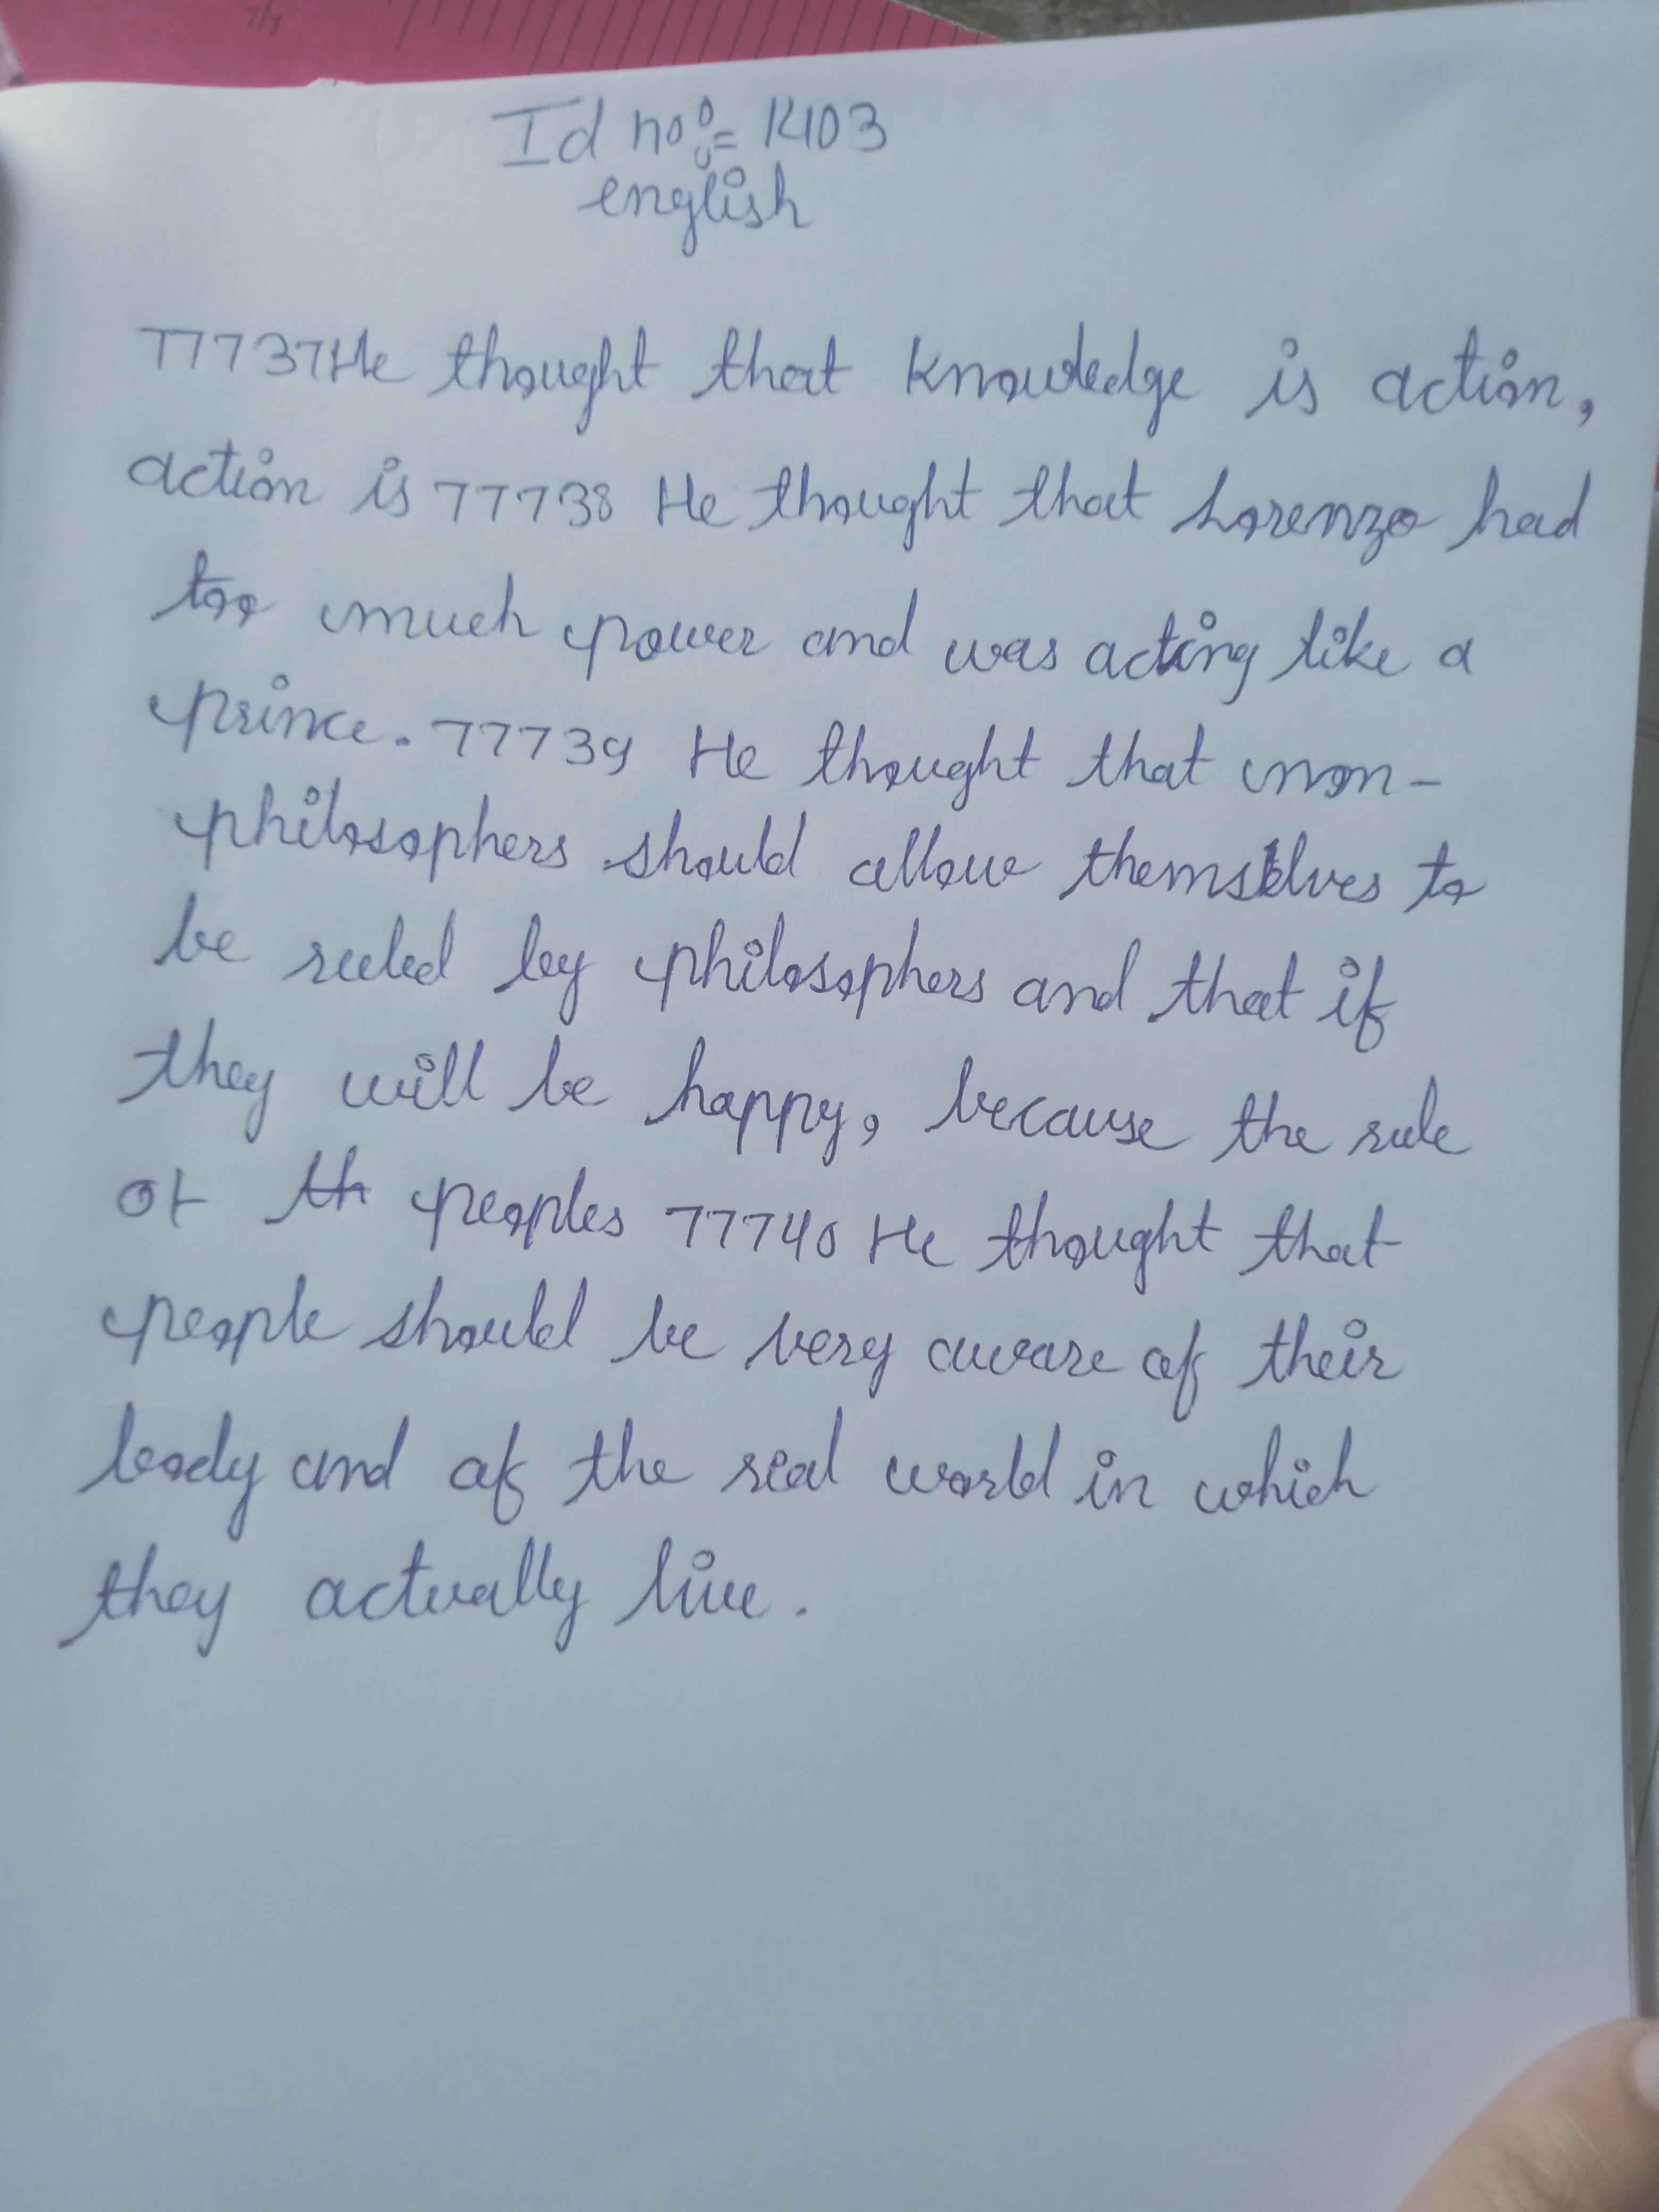 Id no:= 1403
english
77737He thought that knowledge is action,
action is 77738 He thought that Lorenzo had
too much power and was acting like a
prince. 77739 He thought that non-
philosophers should allow themselves to
be ruled by philosophers and that if
they will be happy, because the rule
of th peoples 77740 He thought that
people should be very aware of their
body and of the real world in which
they actually live.